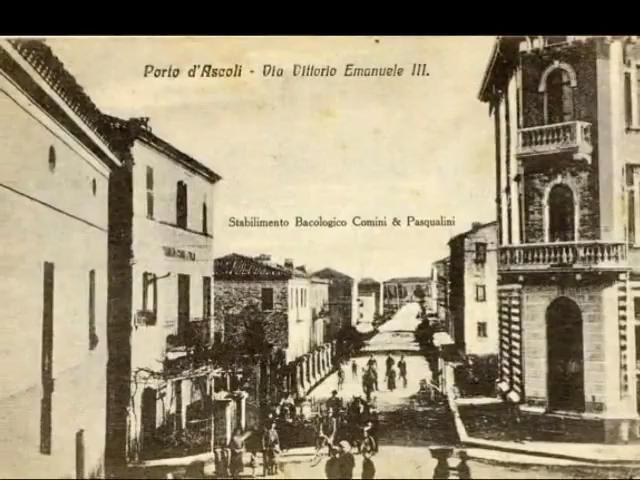 Porto d'Ascoli - Via Vittorio Emanuele III.
Stabilimento Bacologico Comini & Pasqualini